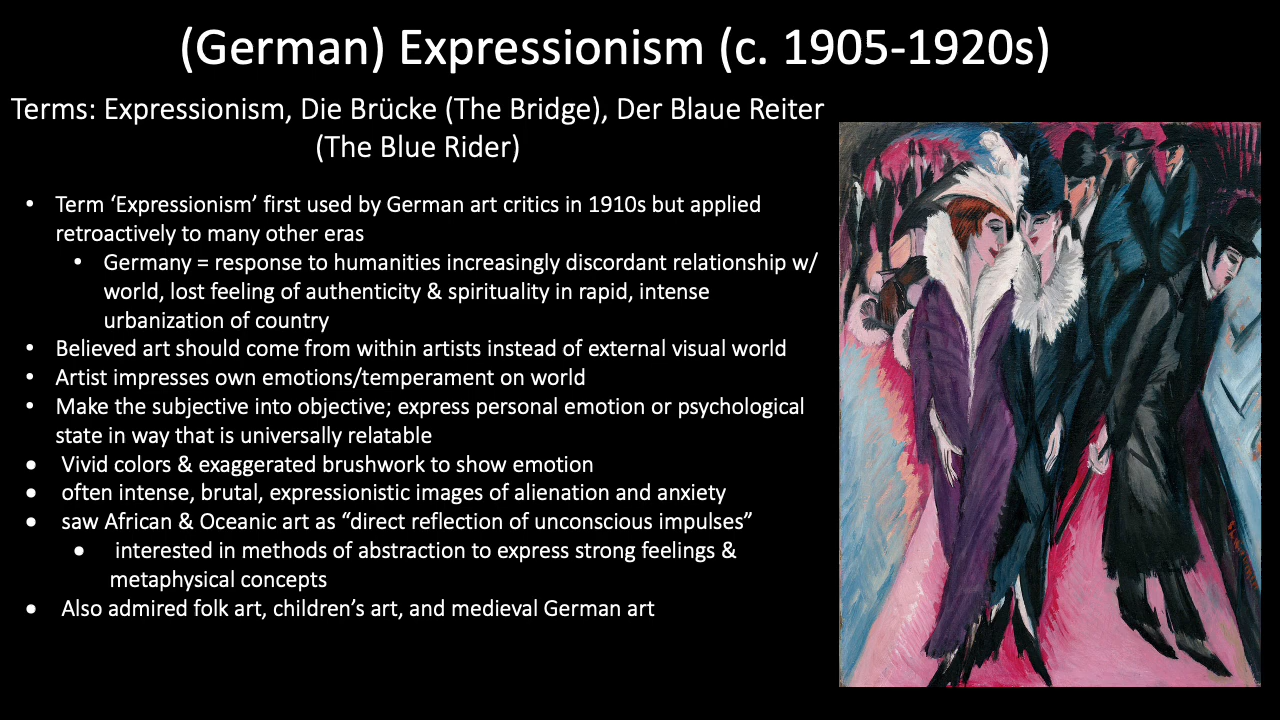 (German) Expressionism (c. 1905-1920s)
Terms: Expressionism, Die Brücke (The Bridge), Der Blaue Reiter
(The Blue Rider)
• Term ‘Expressionism’ first used by German art critics in 1910s but applied
retroactively to many other eras
• Germany = response to humanities increasingly discordant relationship w/
world, lost feeling of authenticity & spirituality in rapid, intense
urbanization of country
• Believed art should come from within artists instead of external visual world
• Artist impresses own emotions/temperament on world
• Make the subjective into objective; express personal emotion or psychological
state in way that is universally relatable
• Vivid colors & exaggerated brushwork to show emotion
• often intense, brutal, expressionistic images of alienation and anxiety
• saw African & Oceanic art as “direct reflection of unconscious impulses”
• interested in methods of abstraction to express strong feelings &
metaphysical concepts
• Also admired folk art, children’s art, and medieval German art